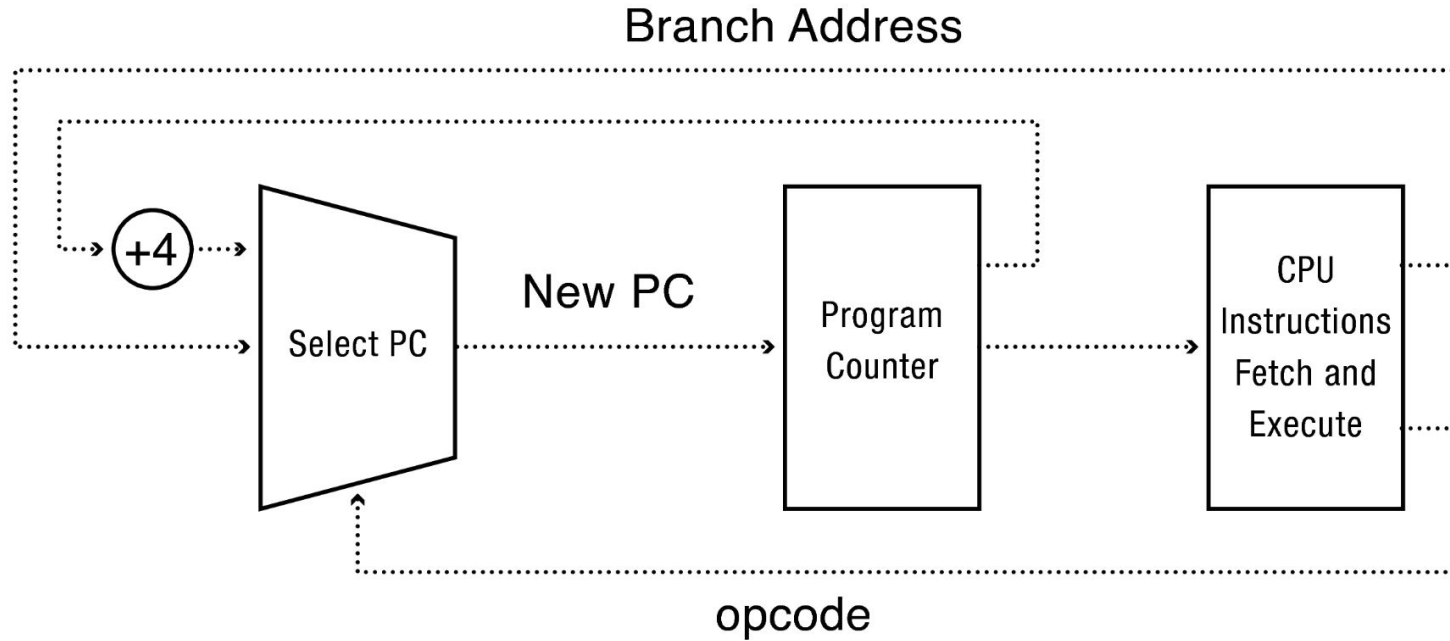 Branch Address
+4
Select PC
New PC
Program
Counter
CPU
Instructions
Fetch and
Execute
opcode